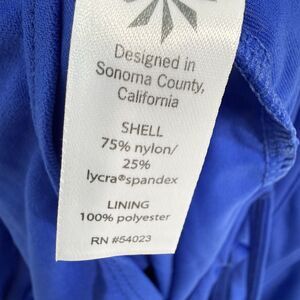 Designed in
Sonoma County,
California
SHELL
75% nylon/
25%
lycra®spandex
LINING
100% polyester
RN #54023